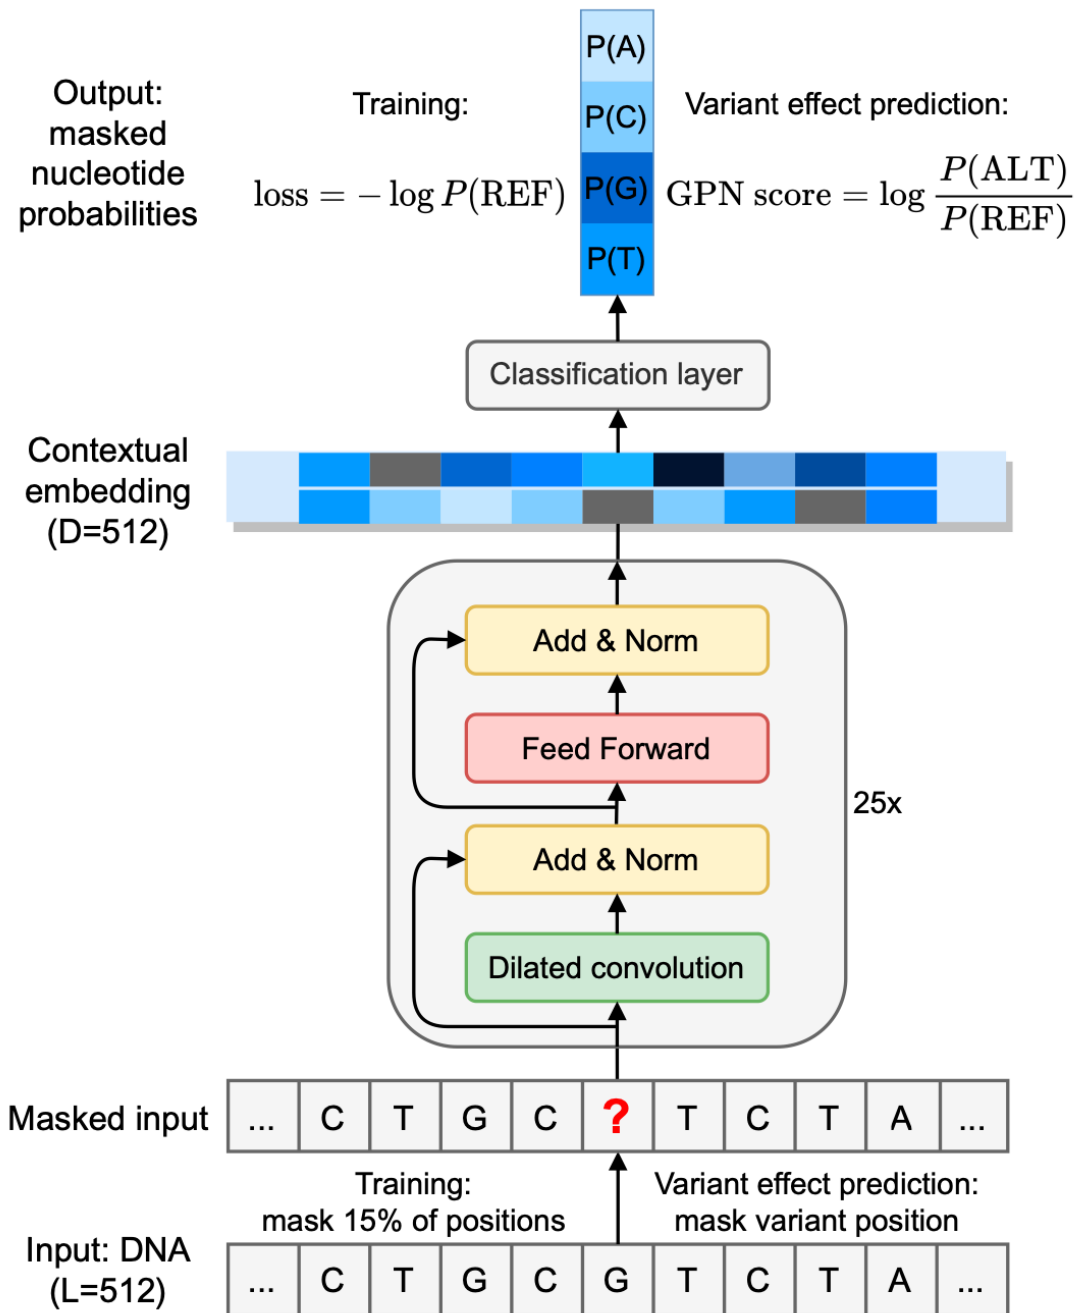 Output:
masked
nucleotide
probabilities
Training:
loss = − log P(REF)
P(A)
P(C)
P(G)
P(T)
Variant effect prediction:
GPN score = log P(ALT) / P(REF)
Classification layer
Contextual
embedding
(D=512)
Add & Norm
Feed Forward
Add & Norm
Dilated convolution
25x
Masked input
... C T G C ? T C T A ...
Training:
mask 15% of positions
Variant effect prediction:
mask variant position
Input: DNA
(L=512)
... C T G C G T C T A ...